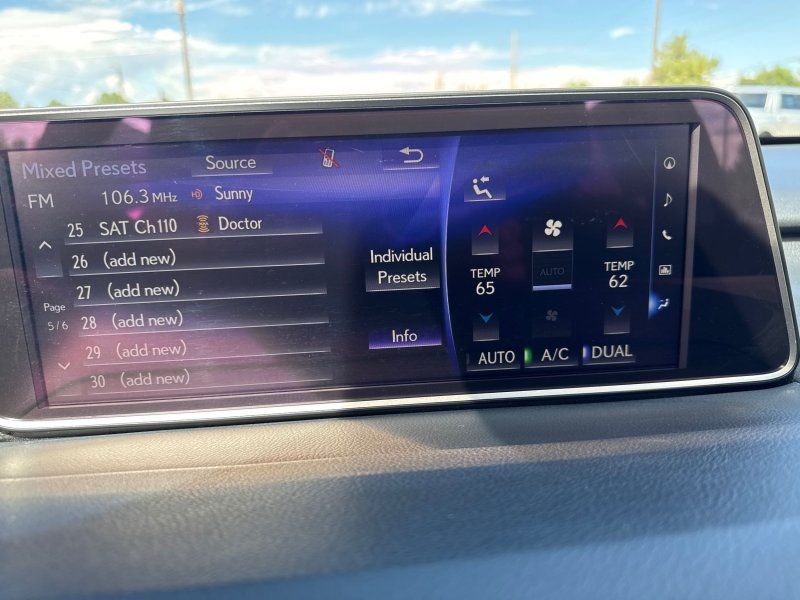 Mixed Presets
Source
FM 106.3 MHz Sunny
25 SAT Ch110 Doctor
26 (add new)
27 (add new)
28 (add new)
29 (add new)
30 (add new)
Page
5/6
Individual
Presets
Info
TEMP
65
AUTO
TEMP
62
AUTO
A/C
DUAL